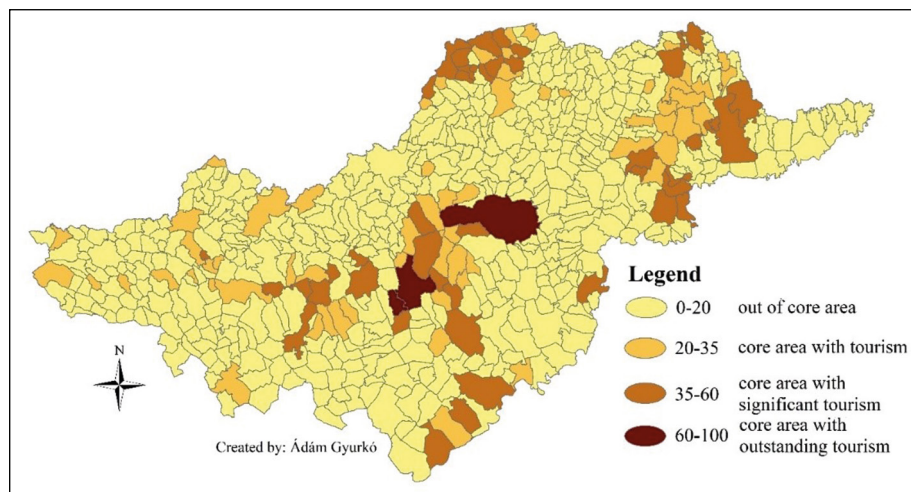 N
Created by: Ádám Gyurkó
Legend
0-20 out of core area
20-35 core area with tourism
35-60 core area with
significant tourism
60-100 core area with
outstanding tourism